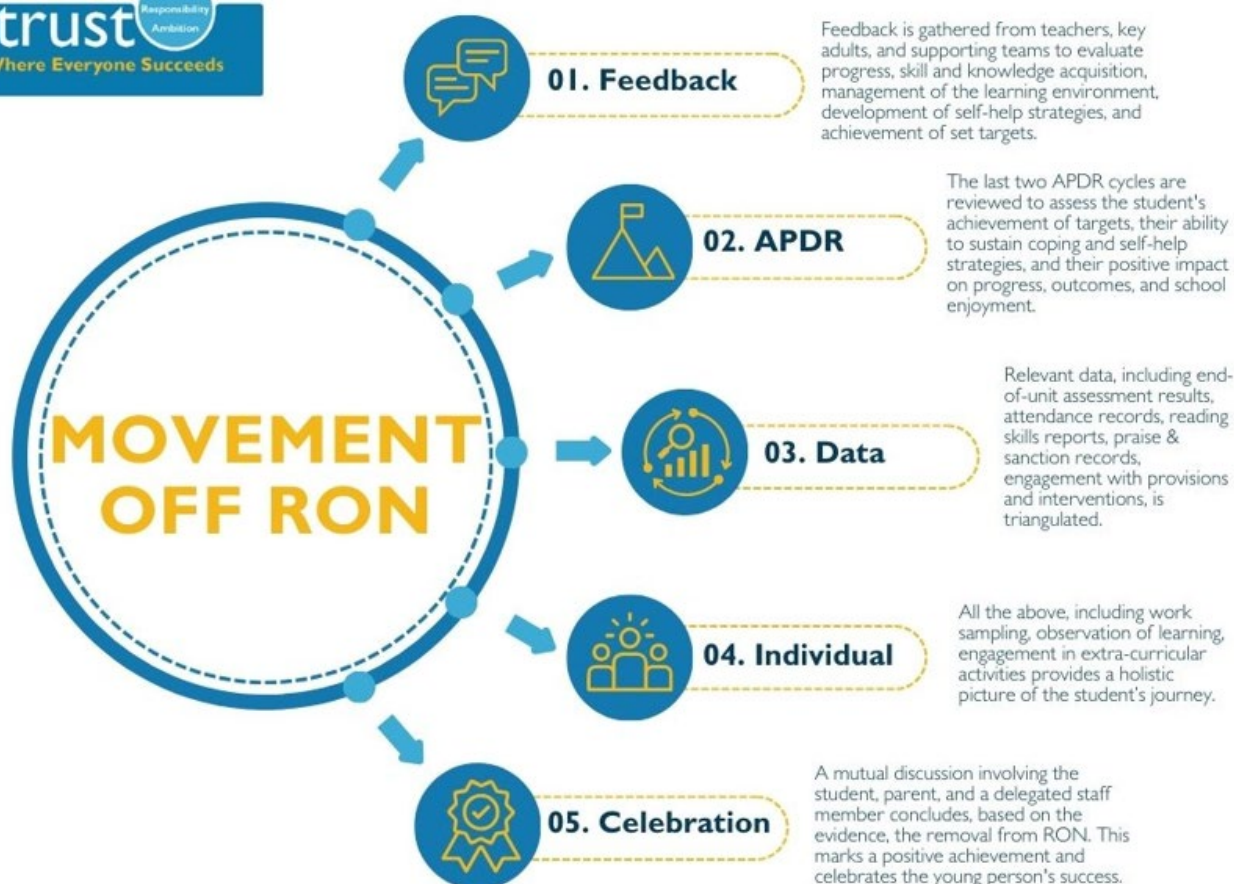 trust
Responsibility
Ambition
Where Everyone Succeeds
01. Feedback
Feedback is gathered from teachers, key
adults, and supporting teams to evaluate
progress, skill and knowledge acquisition,
management of the learning environment,
development of self-help strategies, and
achievement of set targets.
02. APDR
The last two APDR cycles are
reviewed to assess the student's
achievement of targets, their ability
to sustain coping and self-help
strategies, and their positive impact
on progress, outcomes, and school
enjoyment.
MOVEMENT
OFF RON
03. Data
Relevant data, including end-
of-unit assessment results,
attendance records, reading
skills reports, praise &
sanction records,
engagement with provisions
and interventions, is
triangulated.
04. Individual
All the above, including work
sampling, observation of learning,
engagement in extra-curricular
activities provides a holistic
picture of the student's journey.
05. Celebration
A mutual discussion involving the
student, parent, and a delegated staff
member concludes, based on the
evidence, the removal from RON. This
marks a positive achievement and
celebrates the young person's success.